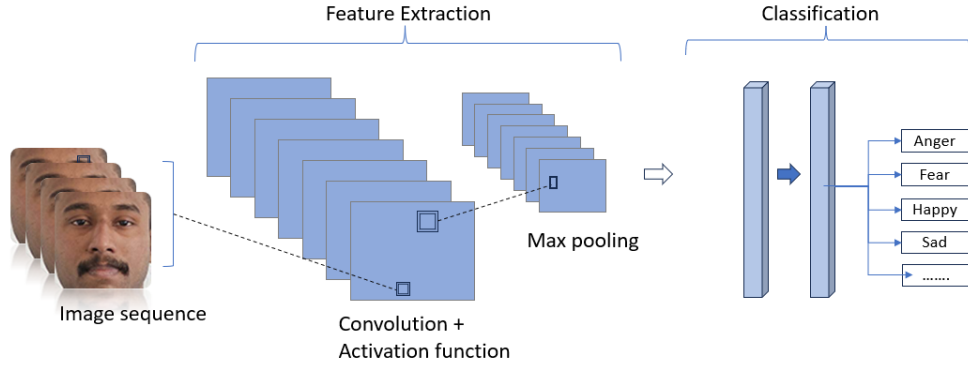 Feature Extraction
Classification
Anger
Fear
Happy
Sad
.......
Max pooling
Image sequence
Convolution +
Activation function